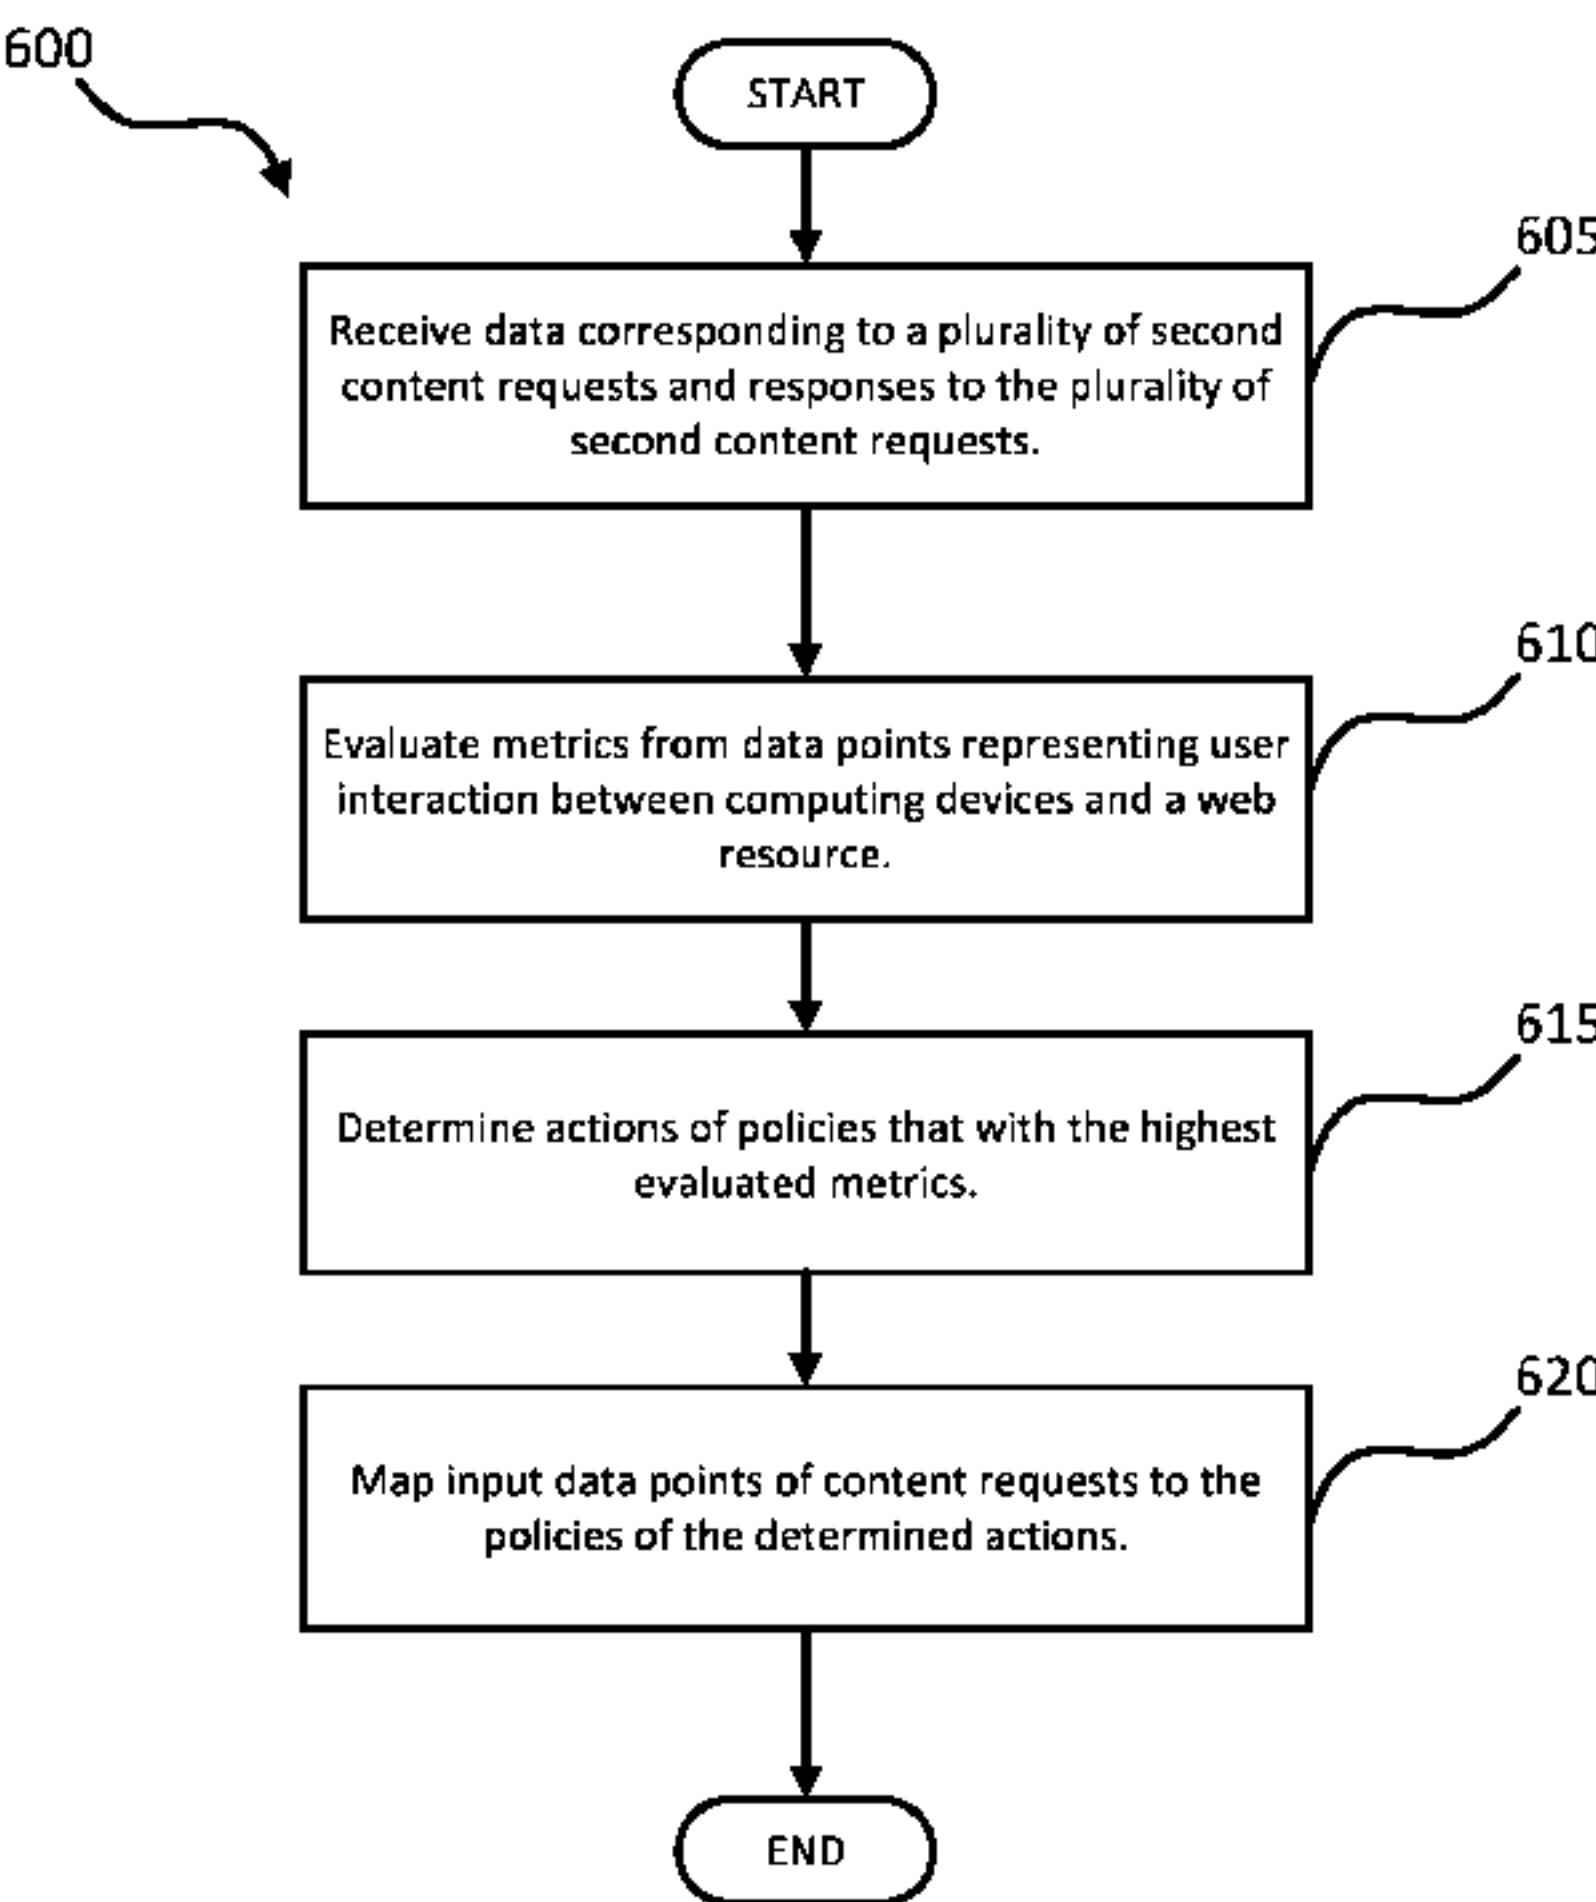 600
START
605
Receive data corresponding to a plurality of second
content requests and responses to the plurality of
second content requests.
610
Evaluate metrics from data points representing user
interaction between computing devices and a web
resource.
615
Determine actions of policies that with the highest
evaluated metrics.
620
Map input data points of content requests to the
policies of the determined actions.
END